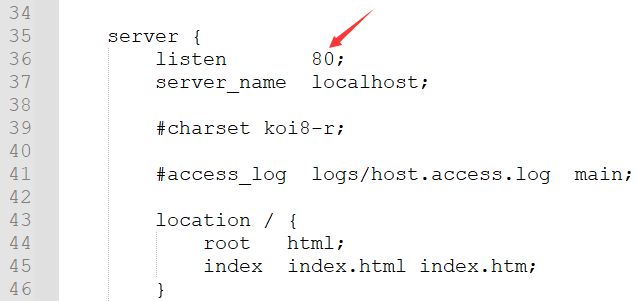 34
35 server {
36 listen 80;
37 server_name localhost;
38
39 #charset koi8-r;
40
41 #access_log logs/host.access.log main;
42
43 location / {
44 root html;
45 index index.html index.htm;
46 }